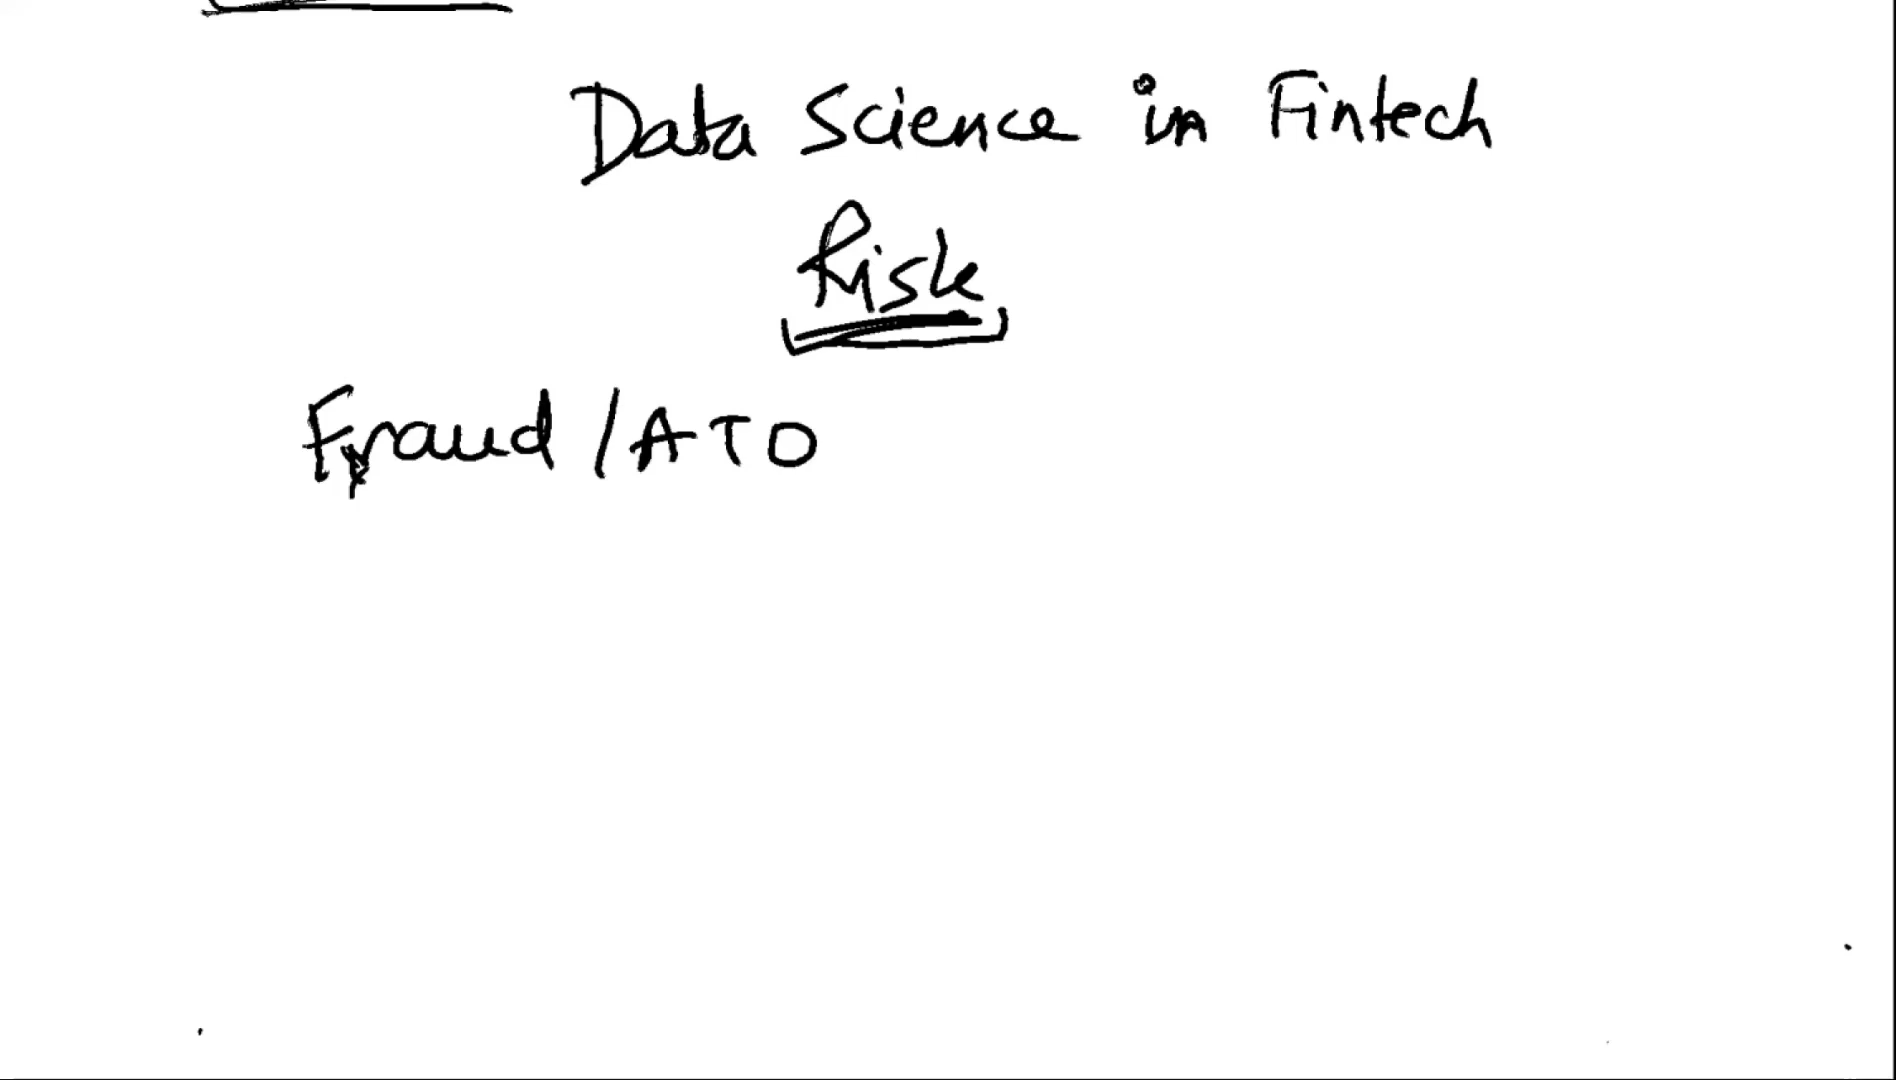 Data Science in Fintech
Risk
Fraud / ATO